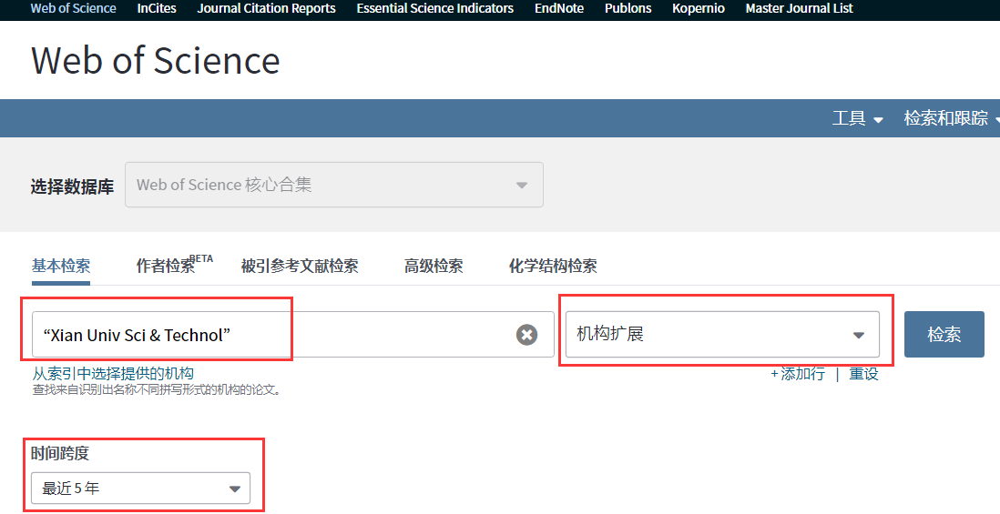 Web of Science InCites Journal Citation Reports Essential Science Indicators EndNote Publons Kopernio Master Journal List
Web of Science
工具 检索和跟踪
选择数据库 Web of Science 核心合集
基本检索 作者检索BETA 被引参考文献检索 高级检索 化学结构检索
“Xian Univ Sci & Technol” 机构扩展 检索
从索引中选择提供的机构 +添加行 | 重设
查找来自识别出名称不同拼写形式的机构的论文。
时间跨度
最近 5 年